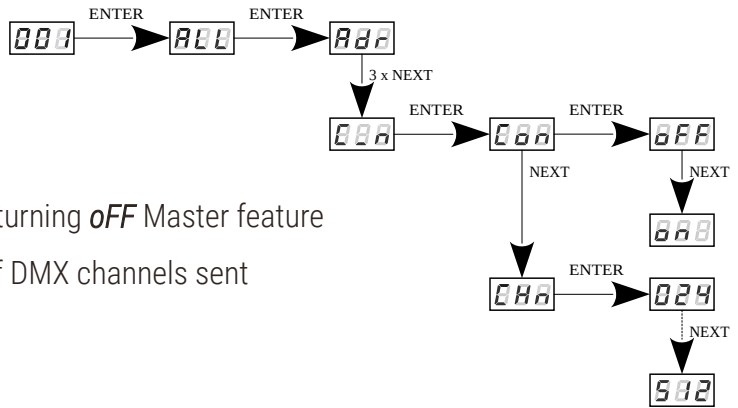 ENTER ENTER
001 ALL Adr
3 x NEXT
ENTER ENTER
C_n Con oFF
NEXT NEXT
turning oFF Master feature
on
f DMX channels sent
ENTER
CHn 024
NEXT
512